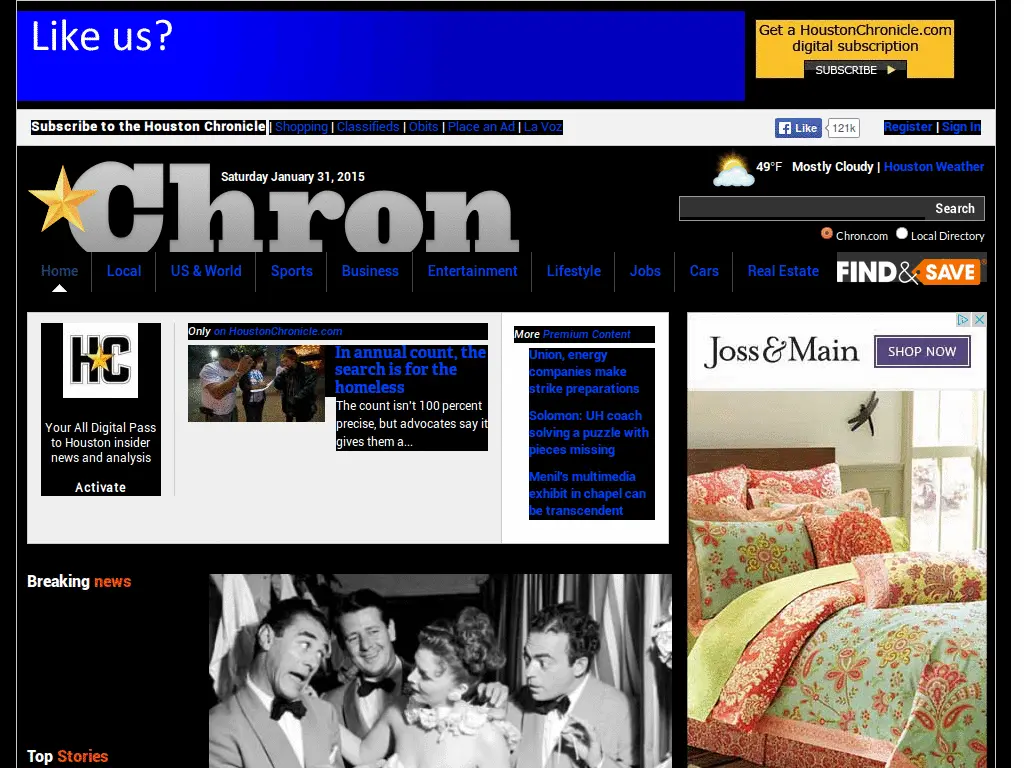 Like us?
Get a HoustonChronicle.com
digital subscription
SUBSCRIBE
Subscribe to the Houston Chronicle | Shopping | Classifieds | Obits | Place an Ad | La Voz
Like 121k
Register | Sign In
Chron
Saturday January 31, 2015
49°F Mostly Cloudy | Houston Weather
Search
Chron.com Local Directory
Home Local US & World Sports Business Entertainment Lifestyle Jobs Cars Real Estate FIND & SAVE
HC
Your All Digital Pass
to Houston insider
news and analysis
Activate
Only on HoustonChronicle.com
In annual count, the
search is for the
homeless
The count isn't 100 percent
precise, but advocates say it
gives them a...
More Premium Content
Union, energy
companies make
strike preparations
Solomon: UH coach
solving a puzzle with
pieces missing
Menil's multimedia
exhibit in chapel can
be transcendent
Joss&Main SHOP NOW
Breaking news
Top Stories